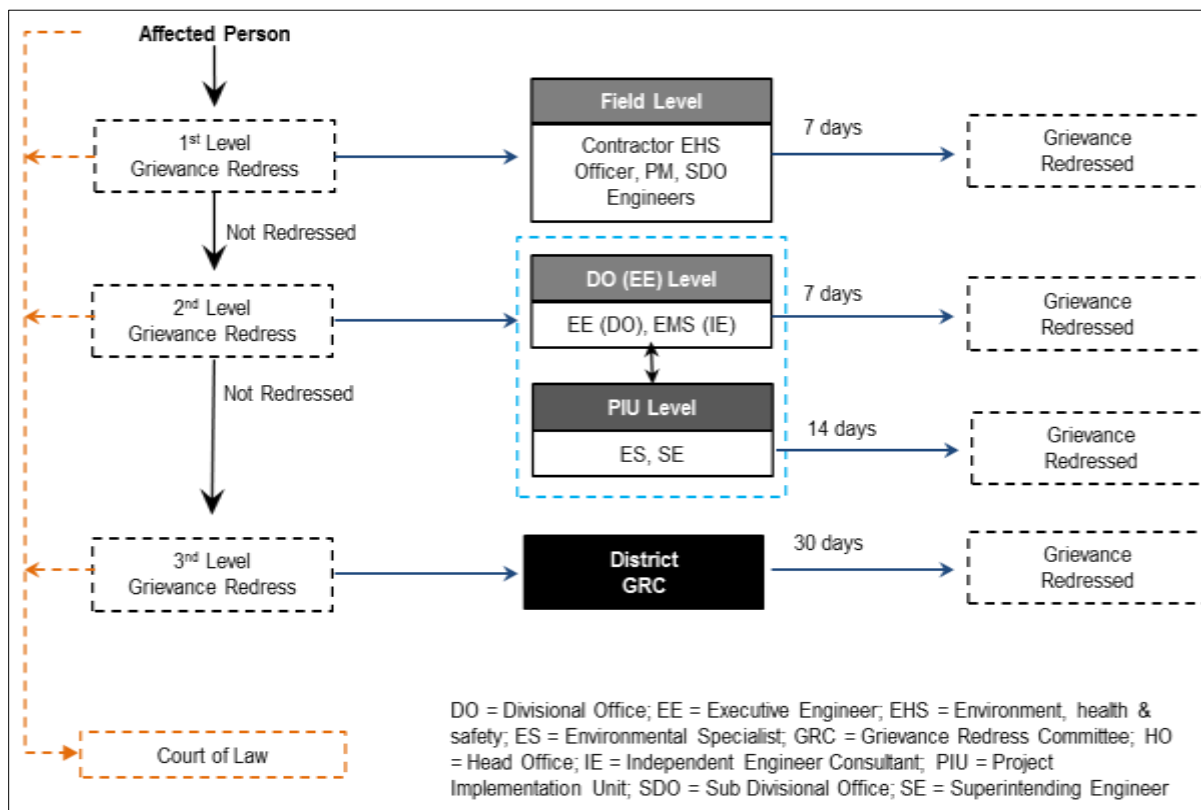 Affected Person
1st Level
Grievance Redress
Field Level
Contractor EHS
Officer, PM, SDO
Engineers
7 days
Grievance
Redressed
Not Redressed
2nd Level
Grievance Redress
DO (EE) Level
EE (DO), EMS (IE)
7 days
Grievance
Redressed
Not Redressed
PIU Level
ES, SE
14 days
Grievance
Redressed
3nd Level
Grievance Redress
District
GRC
30 days
Grievance
Redressed
Court of Law
DO = Divisional Office; EE = Executive Engineer; EHS = Environment, health &
safety; ES = Environmental Specialist; GRC = Grievance Redress Committee; HO
= Head Office; IE = Independent Engineer Consultant; PIU = Project
Implementation Unit; SDO = Sub Divisional Office; SE = Superintending Engineer